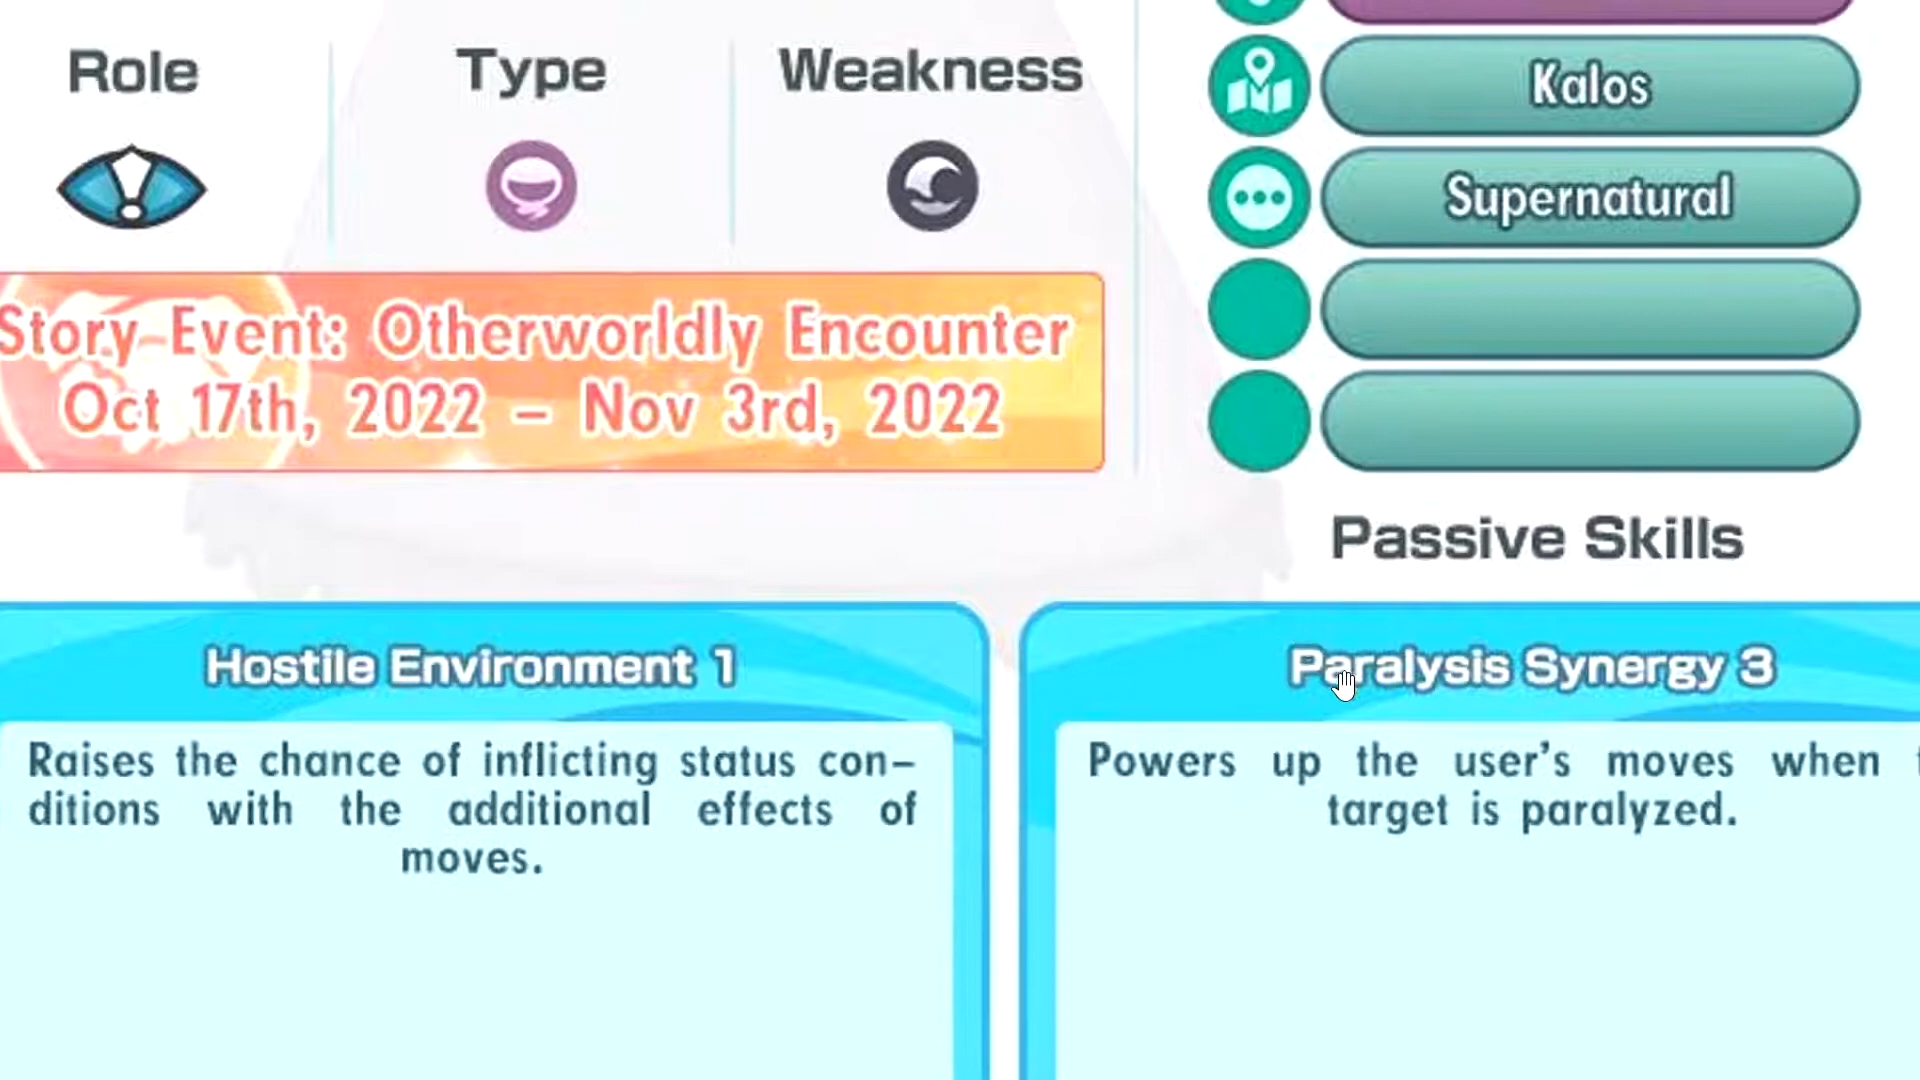 Role
Type
Weakness
Kalos
Supernatural
Story Event: Otherworldly Encounter
Oct 17th, 2022 – Nov 3rd, 2022
Passive Skills
Hostile Environment 1
Raises the chance of inflicting status con–
ditions with the additional effects of
moves.
Paralysis Synergy 3
Powers up the user’s moves when
target is paralyzed.